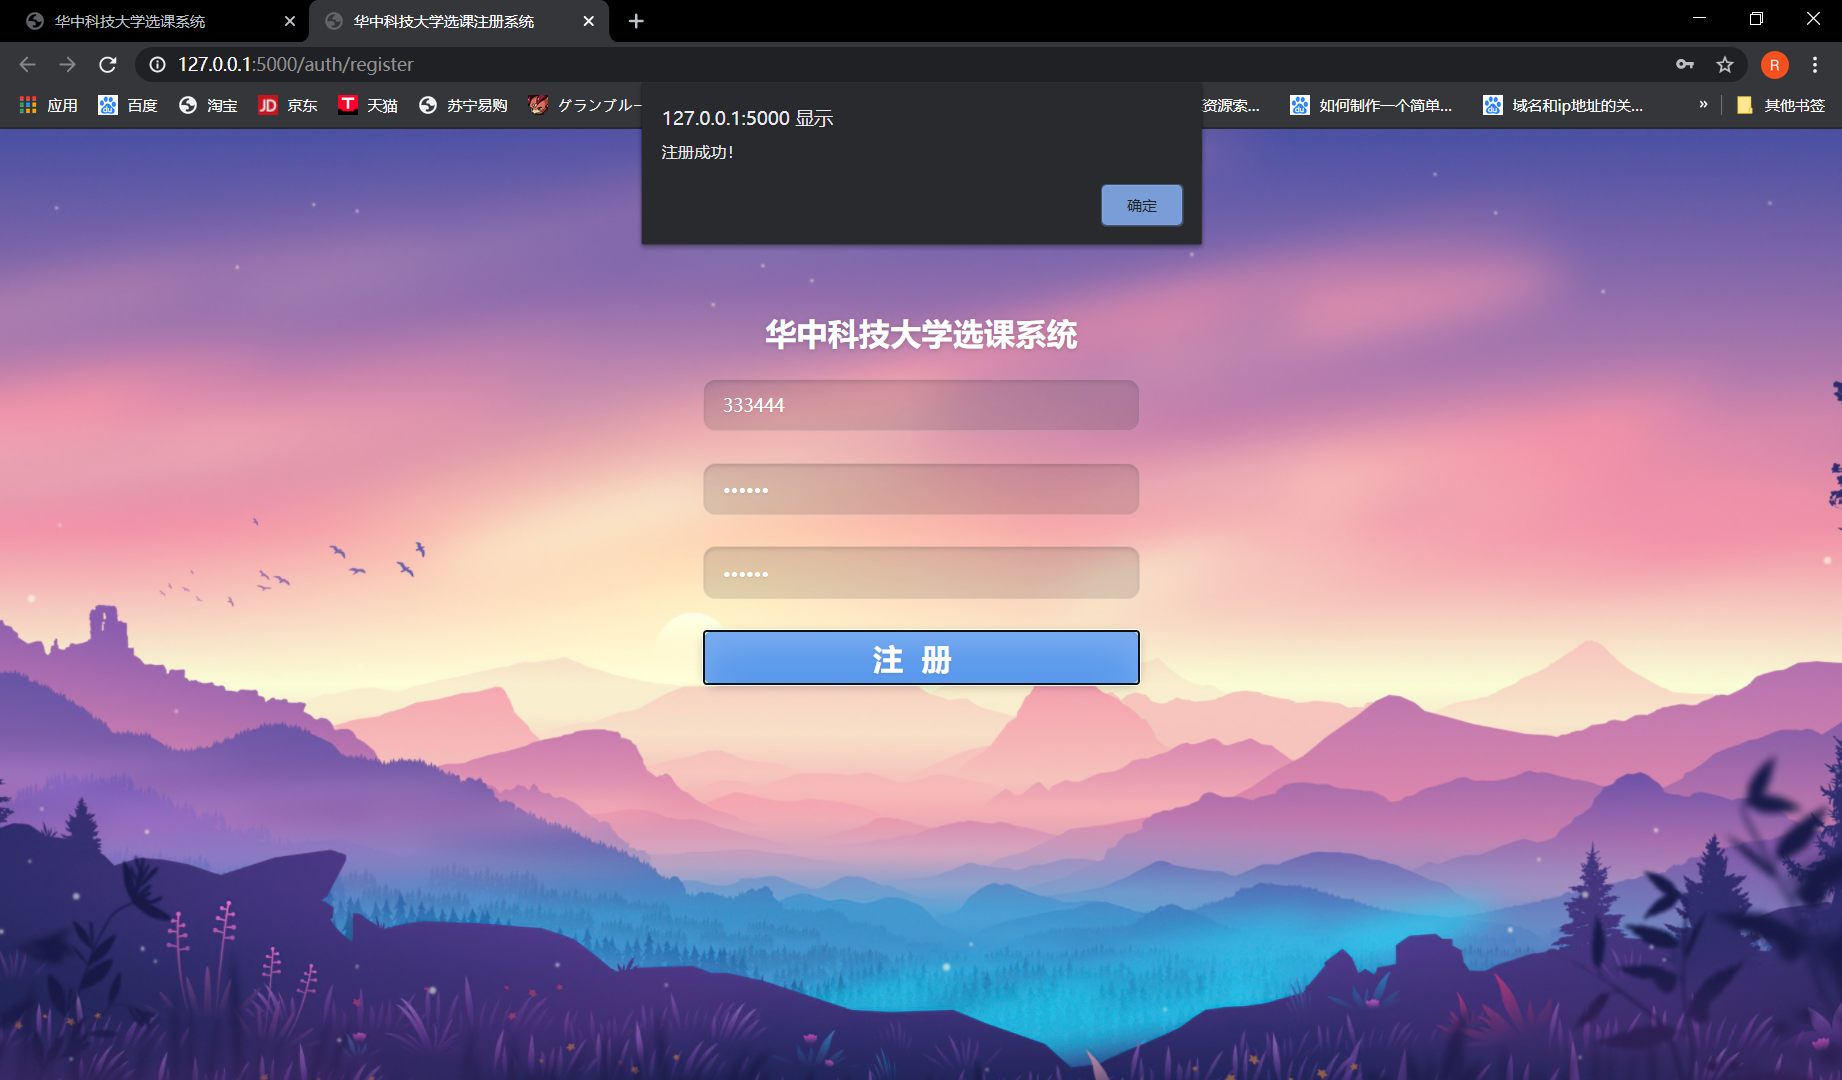 华中科技大学选课系统
华中科技大学选课注册系统
127.0.0.1:5000/auth/register
R
应用
百度
淘宝
JD 京东
T 天猫
苏宁易购
グランブルー
资源索...
如何制作一个简单...
域名和ip地址的关...
»
其他书签
127.0.0.1:5000 显示
注册成功!
确定
华中科技大学选课系统
333444
••••••
••••••
注 册